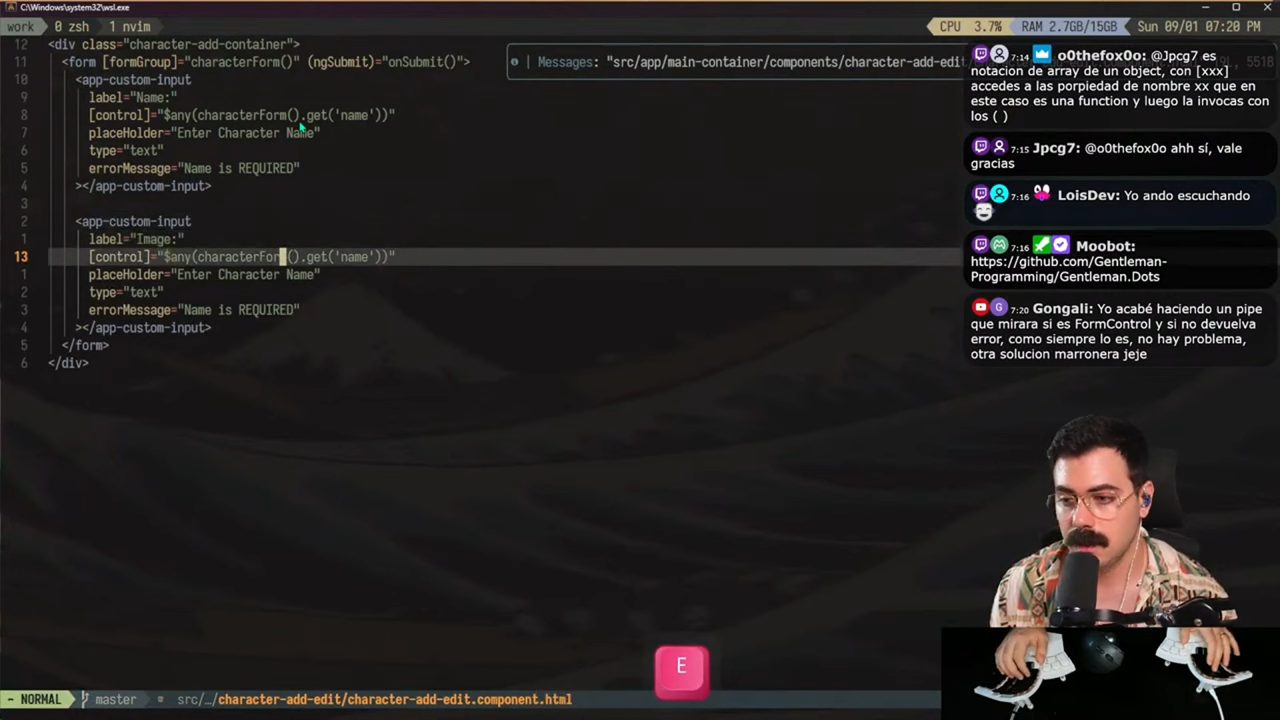 C:\Windows\system32\wsl.exe
work 0 zsh 1 nvim
CPU 3.7% RAM 2.7GB/15GB Sun 09/01 07:20 PM
12 <div class="character-add-container">
11 <form [formGroup]="characterForm()" (ngSubmit)="onSubmit()">
10 <app-custom-input
9 label="Name:"
8 [control]="$any(characterForm().get('name'))"
7 placeHolder="Enter Character Name"
6 type="text"
5 errorMessage="Name is REQUIRED"
4 ></app-custom-input>
3
2 <app-custom-input
1 label="Image:"
13 [control]="$any(characterForm().get('name'))"
1 placeHolder="Enter Character Name"
2 type="text"
3 errorMessage="Name is REQUIRED"
4 ></app-custom-input>
5 </form>
6 </div>
Messages: "src/app/main-container/components/character-add-edit
551B
7:14 o0thefox0o: @Jpcg7 es
notacion de array de un object, con [xxx]
accedes a las porpiedad de nombre xx que en
este caso es una function y luego la invocas con
los ( )
7:15 Jpcg7: @o0thefox0o ahh sí, vale
gracias
7:16 LoisDev: Yo ando escuchando
7:16 Moobot:
https://github.com/Gentleman-
Programming/Gentleman.Dots
7:20 Gongali: Yo acabé haciendo un pipe
que mirara si es FormControl y si no devuelva
error, como siempre lo es, no hay problema,
otra solucion marronera jeje
E
- NORMAL master src/…/character-add-edit/character-add-edit.component.html